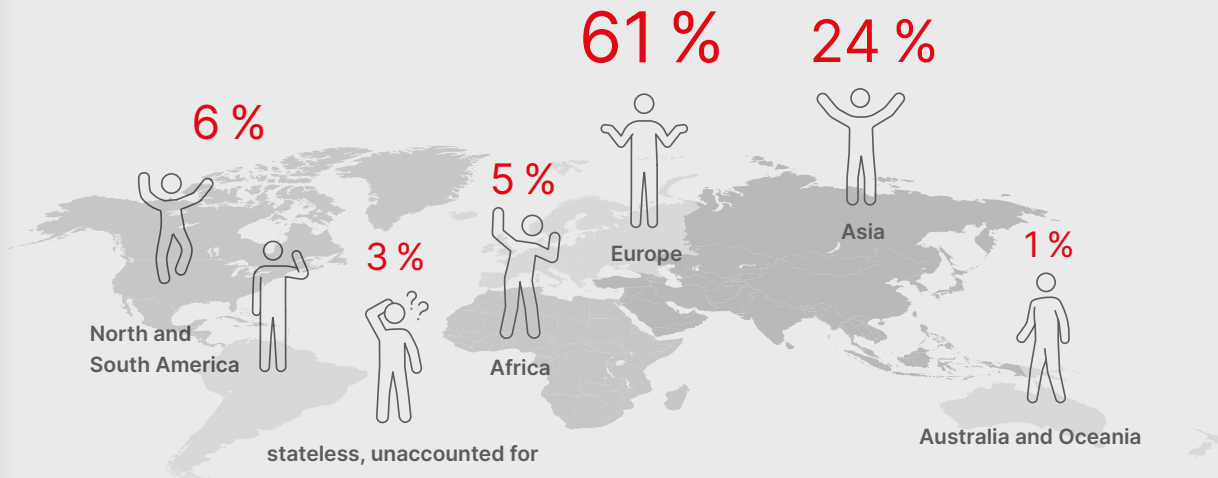 61 %
24 %
6 %
5 %
Asia
1 %
Europe
3 %
North and
South America
Africa
??
Australia and Oceania
stateless, unaccounted for